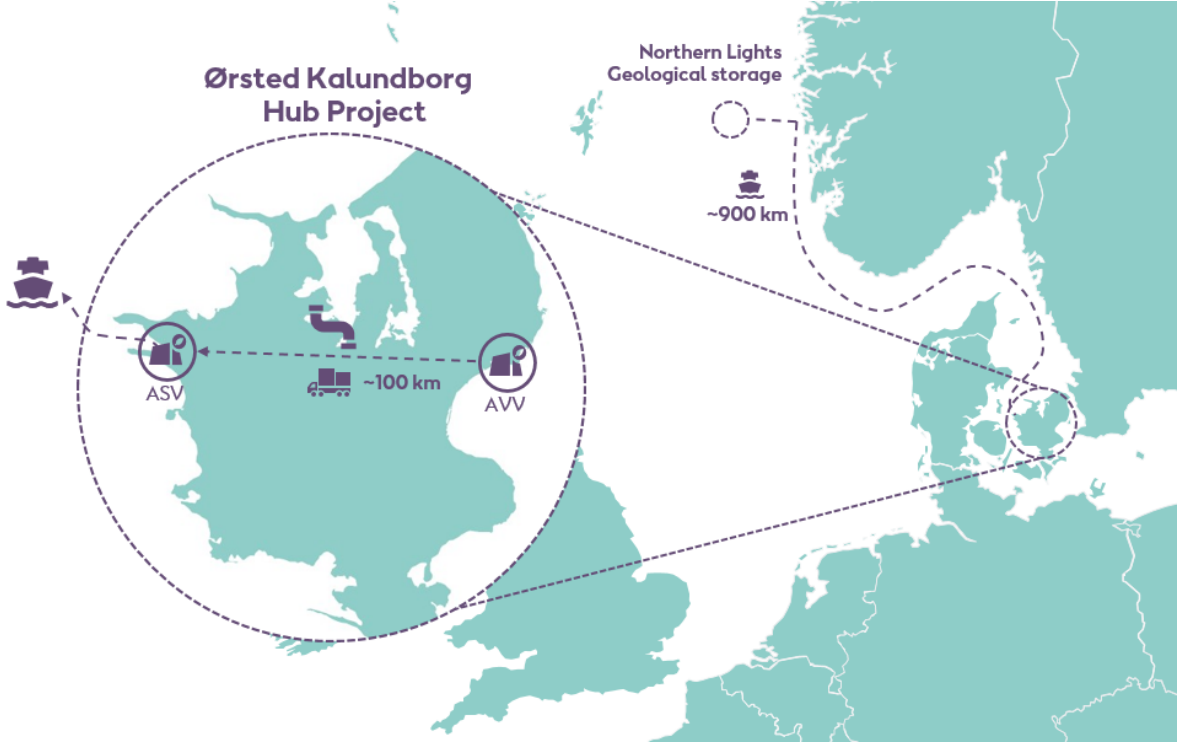 Ørsted Kalundborg
Hub Project
Northern Lights
Geological storage
~900 km
~100 km
ASV
AVV